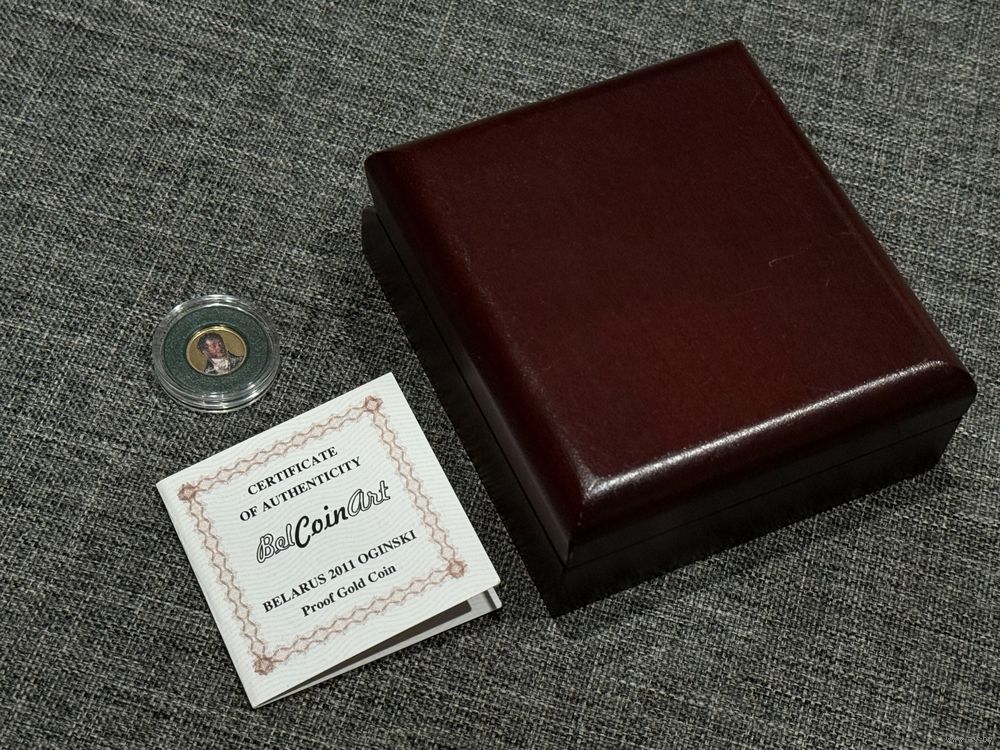 CERTIFICATE
OF AUTHENTICITY
BelCoinArt
BELARUS 2011 OGINSKI
Proof Gold Coin